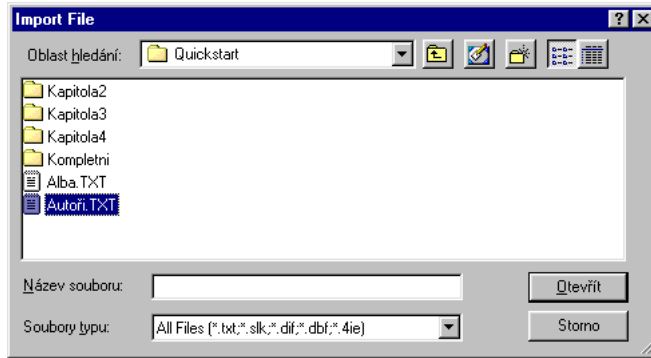 Import File
Oblast hledání: Quickstart
Kapitola2
Kapitola3
Kapitola4
Kompletni
Alba.TXT
Autoři.TXT
Název souboru: Otevřít
Soubory typu: All Files (*.txt;*.slk;*.dif;*.dbf;*.4ie) Storno